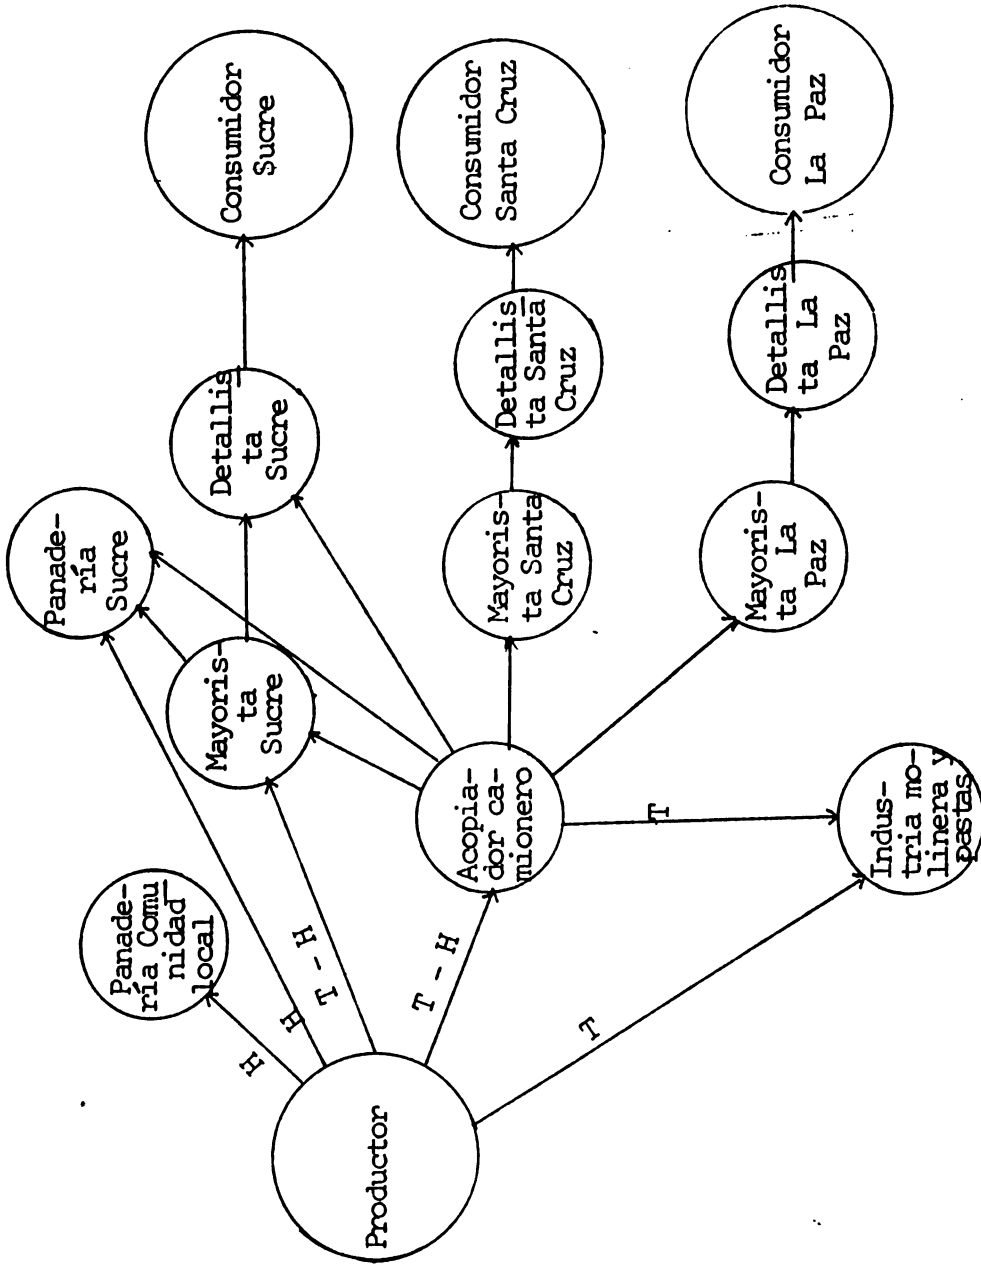 Productor
H
H
T - H
T - H
T
Panade-
ría Comu
nidad
local
Acopia-
dor ca-
mionero
T
Indus-
tria mo-
linera y
pastas
Mayoris-
ta
Sucre
Panade-
ría
Sucre
Mayoris-
ta Santa
Cruz
Mayoris-
ta La
Paz
Detallis
ta
Sucre
Detallis
ta Santa
Cruz
Detallis
ta La
Paz
Consumidor
Sucre
Consumidor
Santa Cruz
Consumidor
La Paz